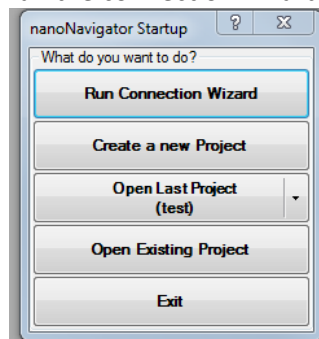 nanoNavigator Startup
What do you want to do?
Run Connection Wizard
Create a new Project
Open Last Project
(test)
Open Existing Project
Exit